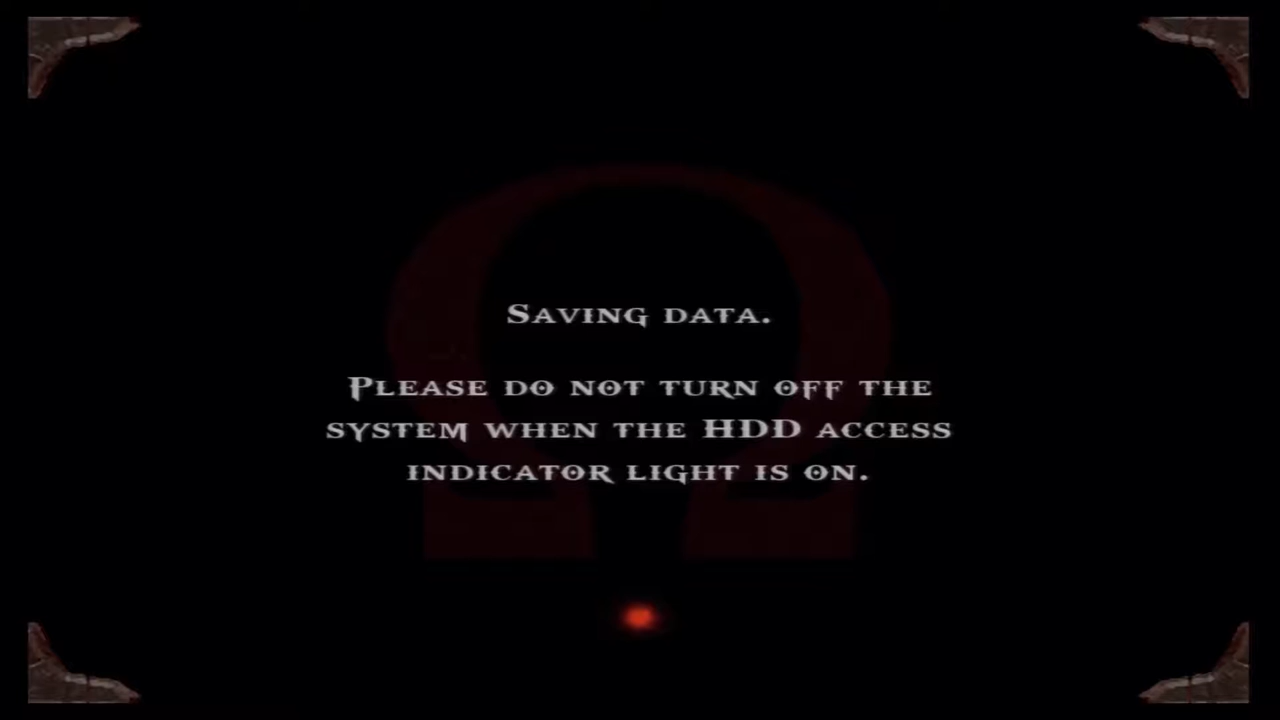 Saving data.
Please do not turn off the
system when the HDD access
indicator light is on.